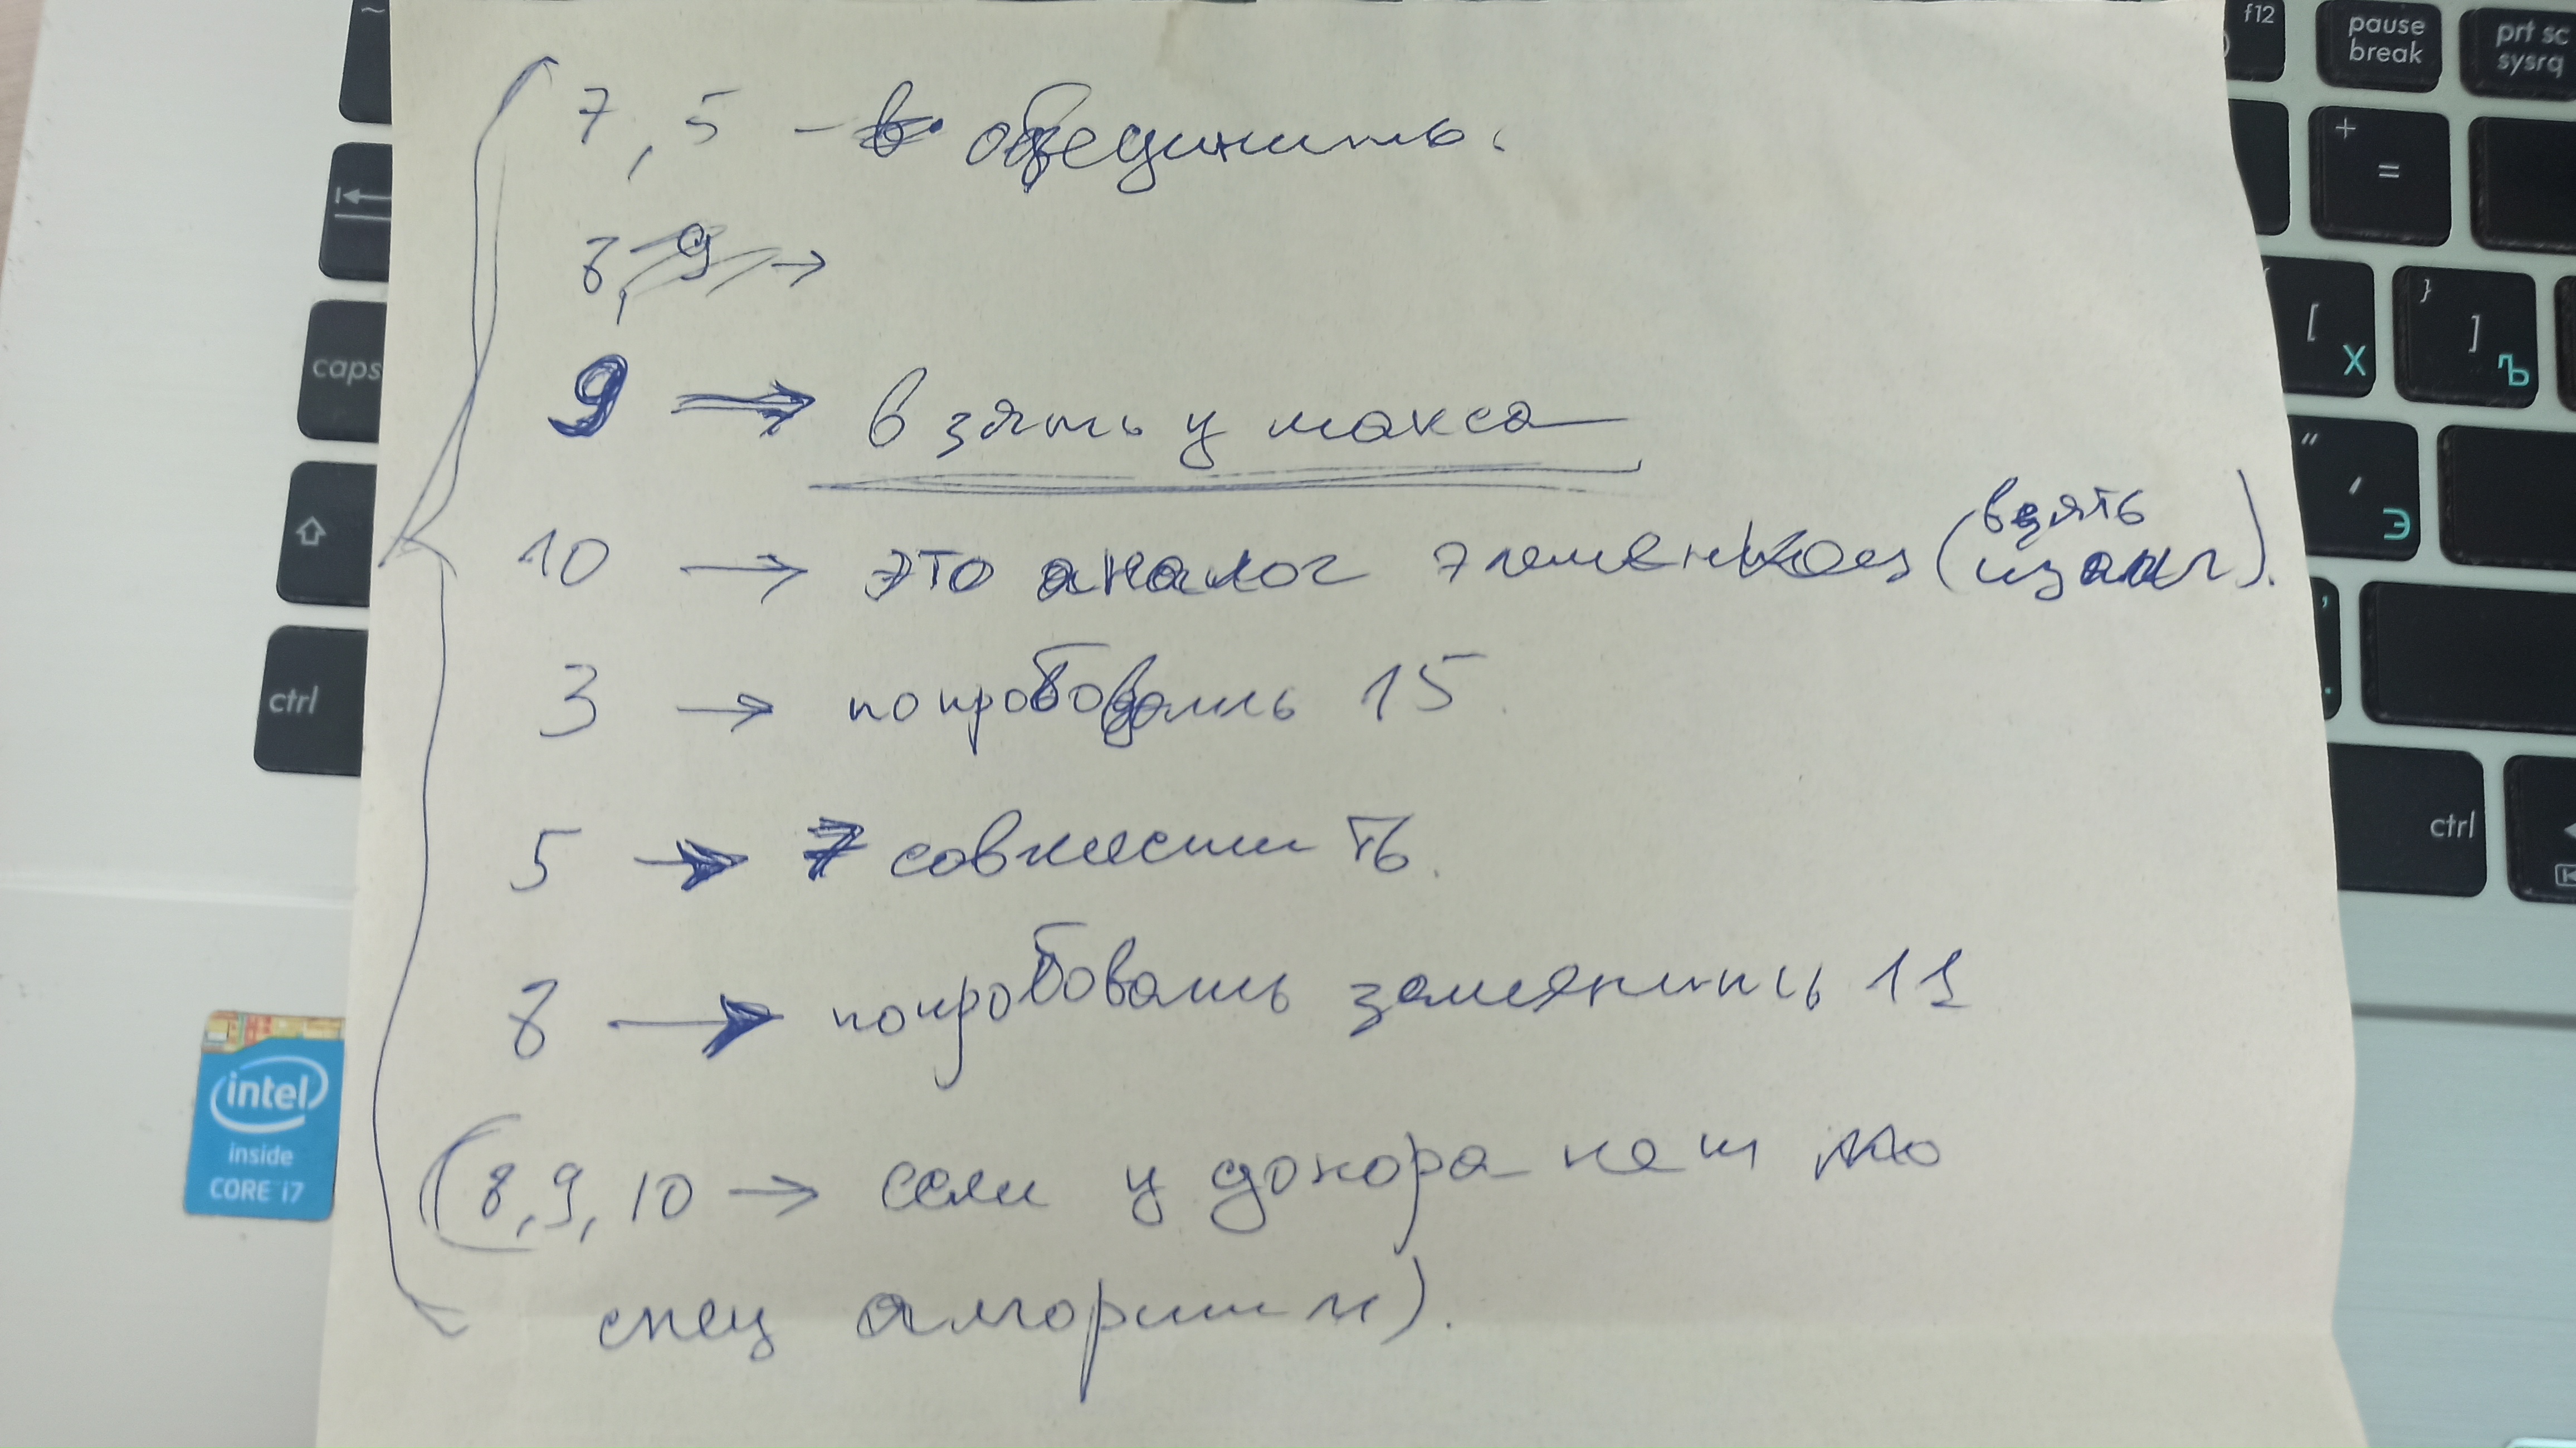 7, 5 - объединить.
8, 9 →
9 → взять у макса
10 → это аналог (взять
из
3 → попробовать 15.
5 → 7 совместить.
8 → попробовать заменить 11
(8, 9, 10 → если у донора нет то
спец алгоритм).
~
caps
ctrl
f12
pause
break
prt sc
sysrq
+
=
[ }
Х ] Ъ
" ' Э
ctrl
intel
inside
CORE i7